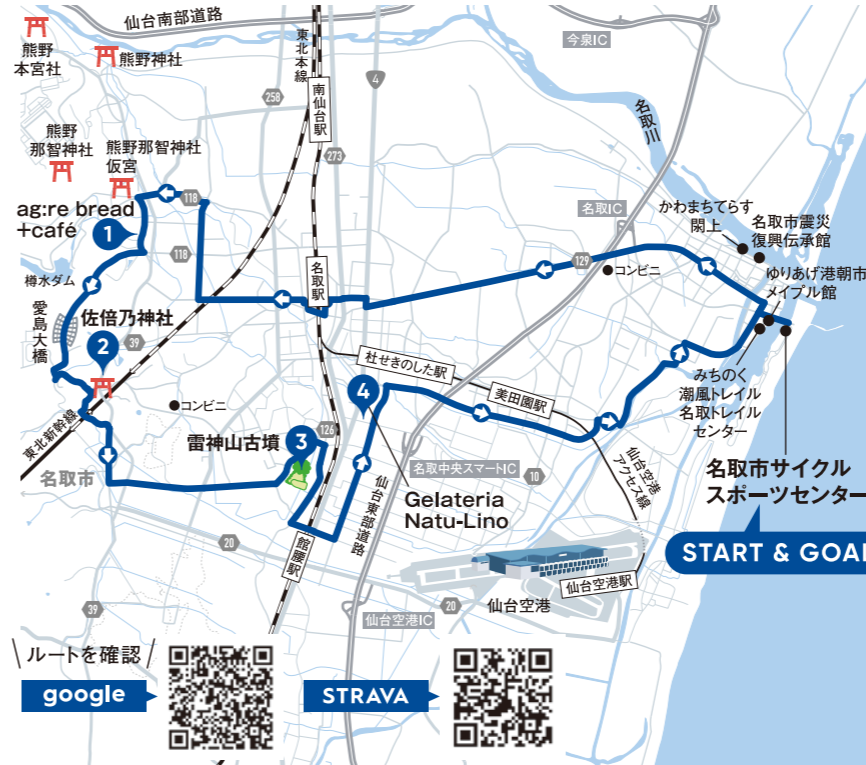 仙台南部道路
今泉IC
熊野
本宮社
熊野神社
東北本線
4
258
南仙台駅
名取川
熊野
那智神社
熊野那智神社
仮宮
273
118
ag:re bread
+café
1
118
名取IC
129
コンビニ
かわまちてらす
閖上
名取市震災
復興伝承館
ゆりあげ港朝市
メイプル館
樽水ダム
名取駅
愛島大橋
佐倍乃神社
2
39
杜せきのした駅
美田園駅
みちのく
潮風トレイル
名取トレイル
センター
コンビニ
4
東北新幹線
雷神山古墳
3
126
名取市
名取中央スマートIC
10
仙台空港
アクセス線
名取市サイクル
スポーツセンター
Gelateria
Natu-Lino
仙台東部道路
START & GOAL
20
館腰駅
仙台空港駅
39
仙台空港IC
20
仙台空港
ルートを確認
google
STRAVA